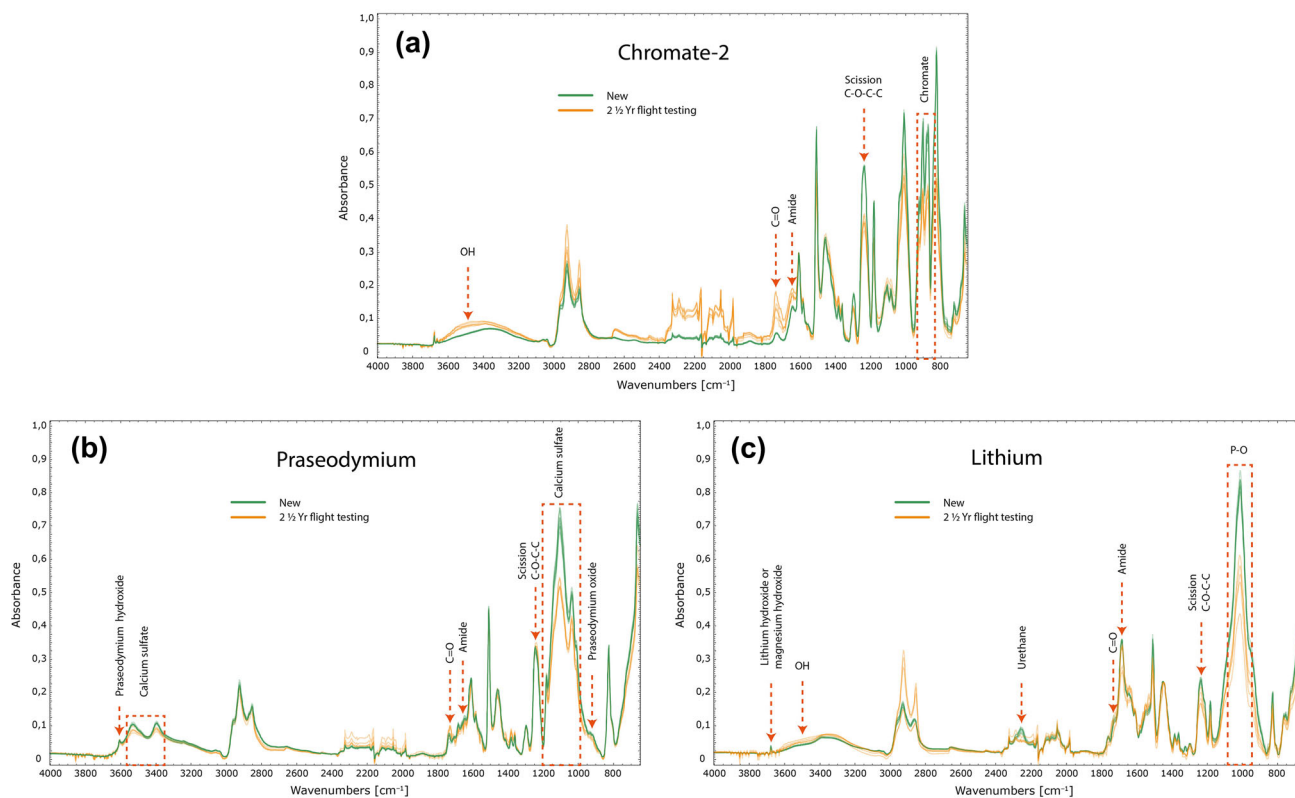 (a)
Chromate-2
New
2 ½ Yr flight testing
OH
C=O
Amide
Scission
C-O-C-C
Chromate
Absorbance
1,0
0,9
0,8
0,7
0,6
0,5
0,4
0,3
0,2
0,1
0
4000 3800 3600 3400 3200 3000 2800 2600 2400 2200 2000 1800 1600 1400 1200 1000 800
Wavenumbers [cm⁻¹]
(b)
Praseodymium
New
2 ½ Yr flight testing
Praseodymium hydroxide
Calcium sulfate
C=O
Amide
Scission
C-O-C-C
Calcium sulfate
Praseodymium oxide
Absorbance
1,0
0,9
0,8
0,7
0,6
0,5
0,4
0,3
0,2
0,1
0
4000 3800 3600 3400 3200 3000 2800 2600 2400 2200 2000 1800 1600 1400 1200 1000 800
Wavenumbers [cm⁻¹]
(c)
Lithium
New
2 ½ Yr flight testing
Lithium hydroxide or
magnesium hydroxide
OH
Urethane
C=O
Amide
Scission
C-O-C-C
P-O
Absorbance
1,0
0,9
0,8
0,7
0,6
0,5
0,4
0,3
0,2
0,1
0
4000 3800 3600 3400 3200 3000 2800 2600 2400 2200 2000 1800 1600 1400 1200 1000 800
Wavenumbers [cm⁻¹]